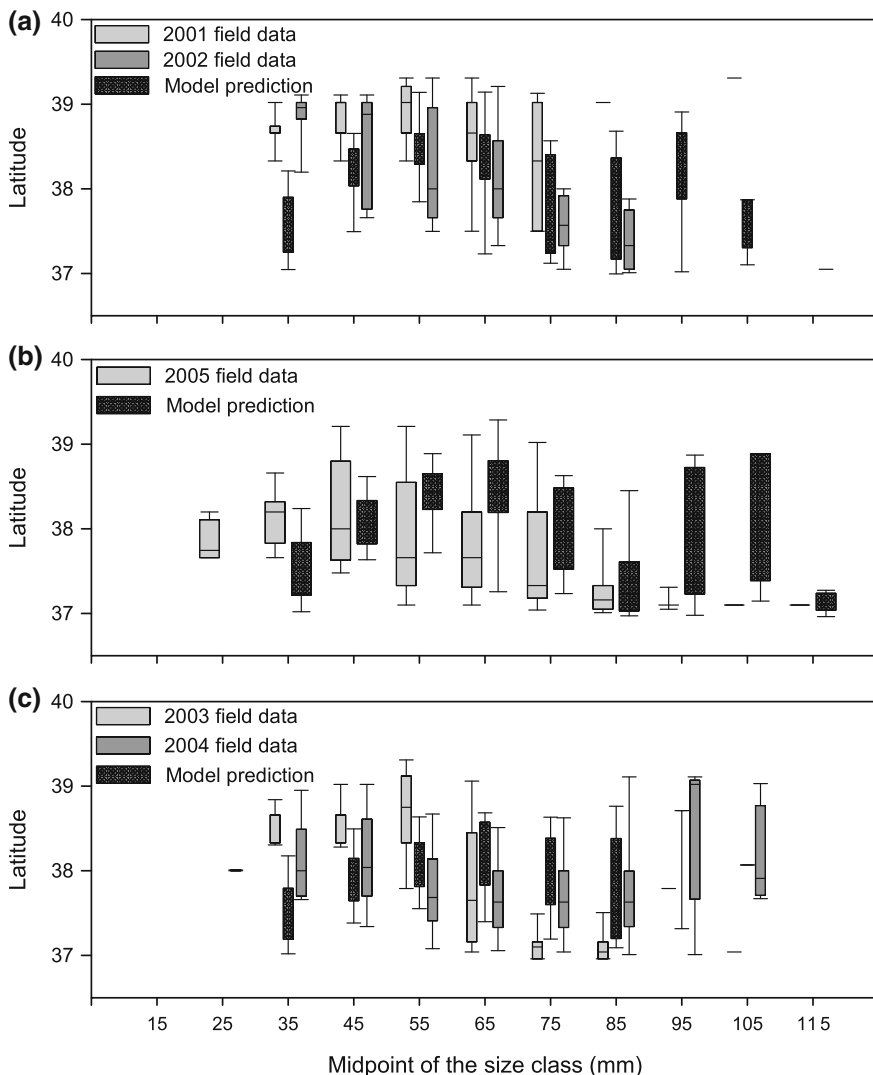 (a)
40
39
38
37
Latitude
2001 field data
2002 field data
Model prediction
(b)
40
39
38
37
Latitude
2005 field data
Model prediction
(c)
40
39
38
37
Latitude
2003 field data
2004 field data
Model prediction
15 25 35 45 55 65 75 85 95 105 115
Midpoint of the size class (mm)